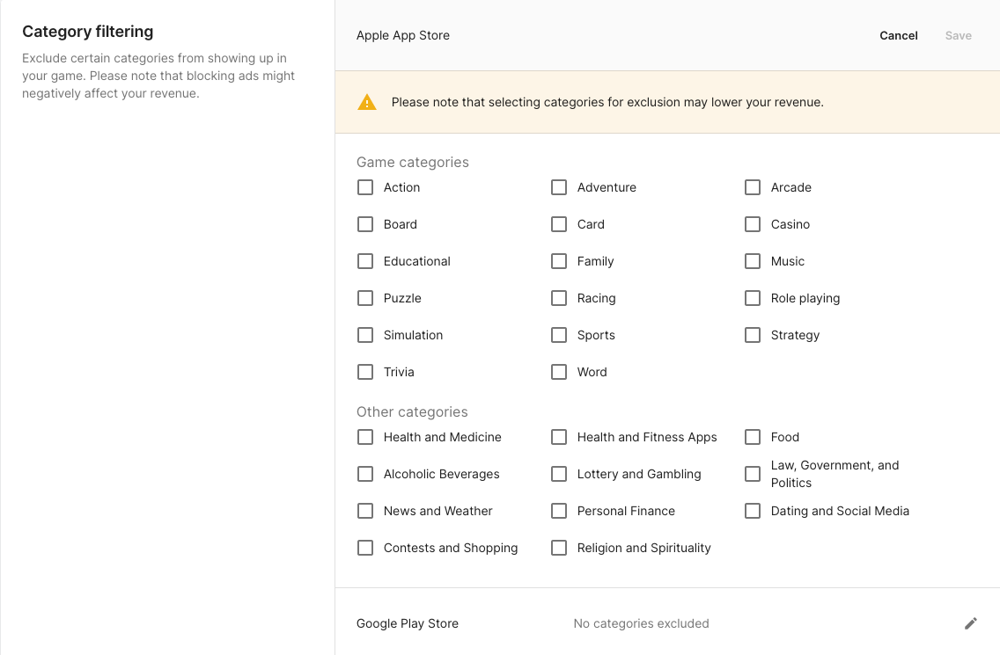 Category filtering
Exclude certain categories from showing up in
your game. Please note that blocking ads might
negatively affect your revenue.
Apple App Store
Cancel
Save
Please note that selecting categories for exclusion may lower your revenue.
Game categories
Action
Adventure
Arcade
Board
Card
Casino
Educational
Family
Music
Puzzle
Racing
Role playing
Simulation
Sports
Strategy
Trivia
Word
Other categories
Health and Medicine
Health and Fitness Apps
Food
Alcoholic Beverages
Lottery and Gambling
Law, Government, and
Politics
News and Weather
Personal Finance
Dating and Social Media
Contests and Shopping
Religion and Spirituality
Google Play Store
No categories excluded